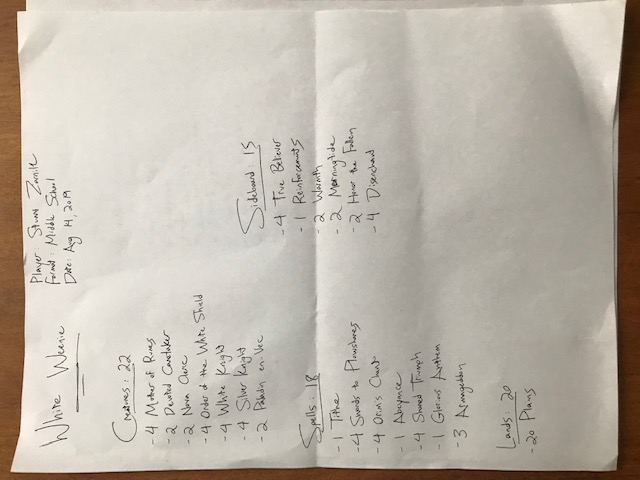 White Weenie
Player: Stuart Zarnitt
Format: Middle School
Date: Aug 14, 2019
Creatures: 22
- 4 Mother of Runes
- 2 Devoted Caretaker
- 2 Nova Cleric
- 4 Order of the White Shield
- 4 White Knight
- 4 Silver Knight
- 2 Paladin en-Vec
Spells: 18
- 1 Tithe
- 4 Swords to Plowshares
- 4 Orim's Chant
- 1 Abeyance
- 4 Shared Triumph
- 1 Glorious Anthem
- 3 Armageddon
Lands: 20
- 20 Plains
Sideboard: 15
- 4 True Believer
- 1 Reinforcements
- 2 Warmth
- 2 Morningtide
- 2 Honor the Fallen
- 4 Disenchant